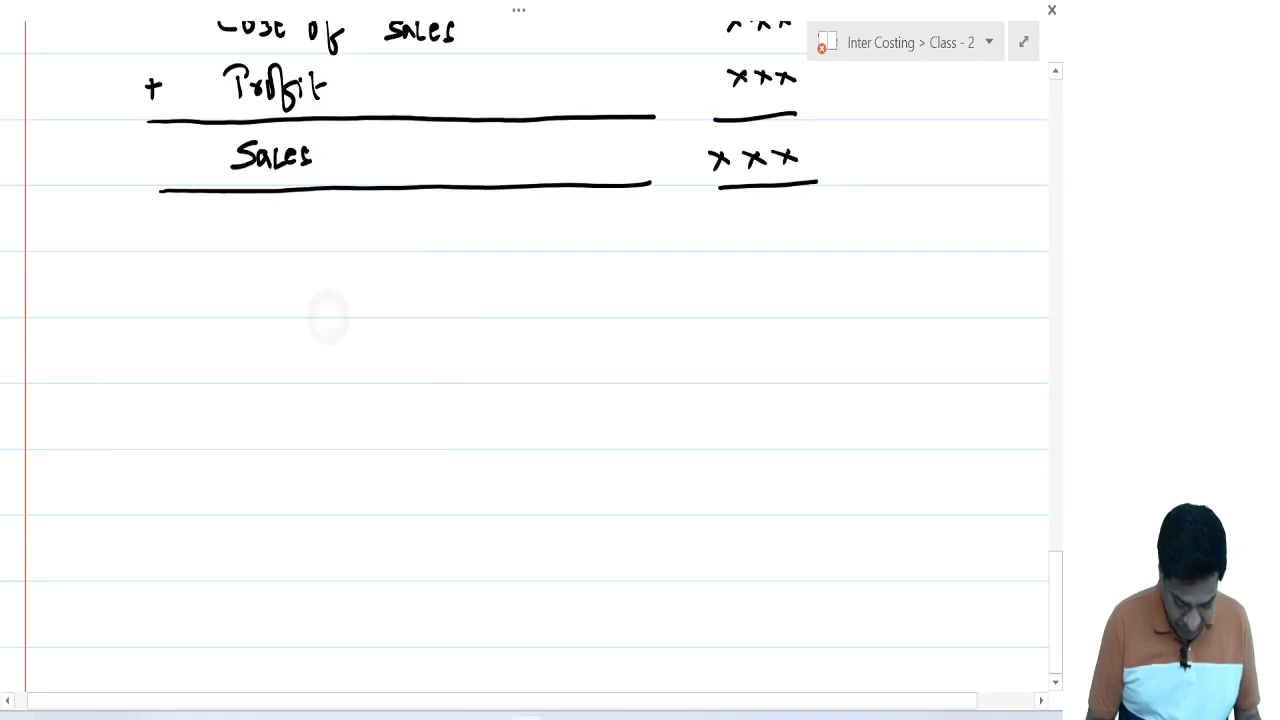 Cost of sales xxx
Inter Costing > Class - 2
+ Profit xxx
Sales xxx